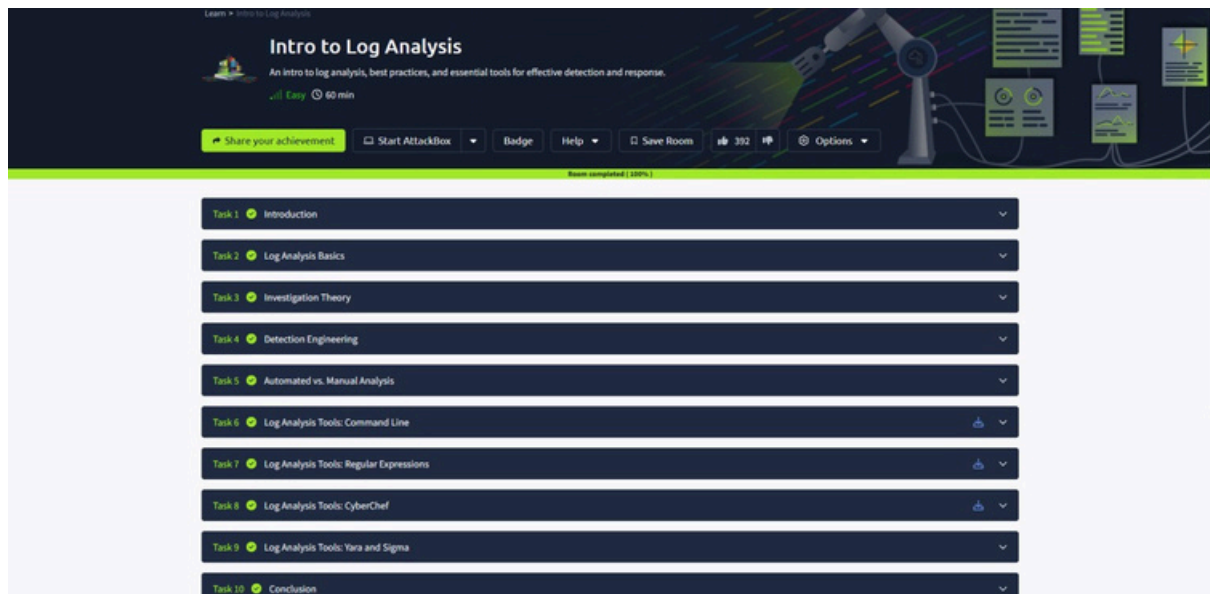 Learn > Intro to Log Analysis
Intro to Log Analysis
An intro to log analysis, best practices, and essential tools for effective detection and response.
Easy 60 min
Share your achievement Start AttackBox Badge Help Save Room 392 Options
Room completed ( 100% )
Task 1 Introduction
Task 2 Log Analysis Basics
Task 3 Investigation Theory
Task 4 Detection Engineering
Task 5 Automated vs. Manual Analysis
Task 6 Log Analysis Tools: Command Line
Task 7 Log Analysis Tools: Regular Expressions
Task 8 Log Analysis Tools: CyberChef
Task 9 Log Analysis Tools: Yara and Sigma
Task 10 Conclusion